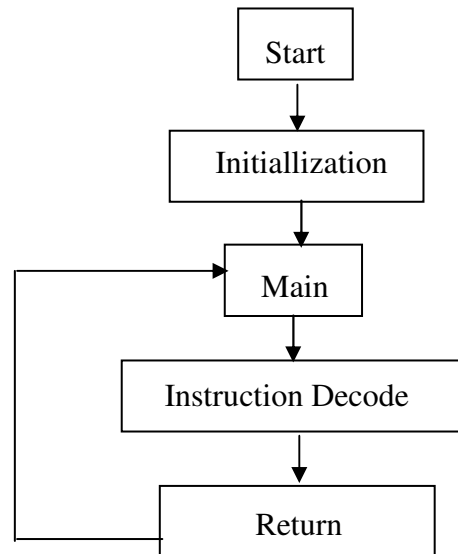 Start
Initiallization
Main
Instruction Decode
Return